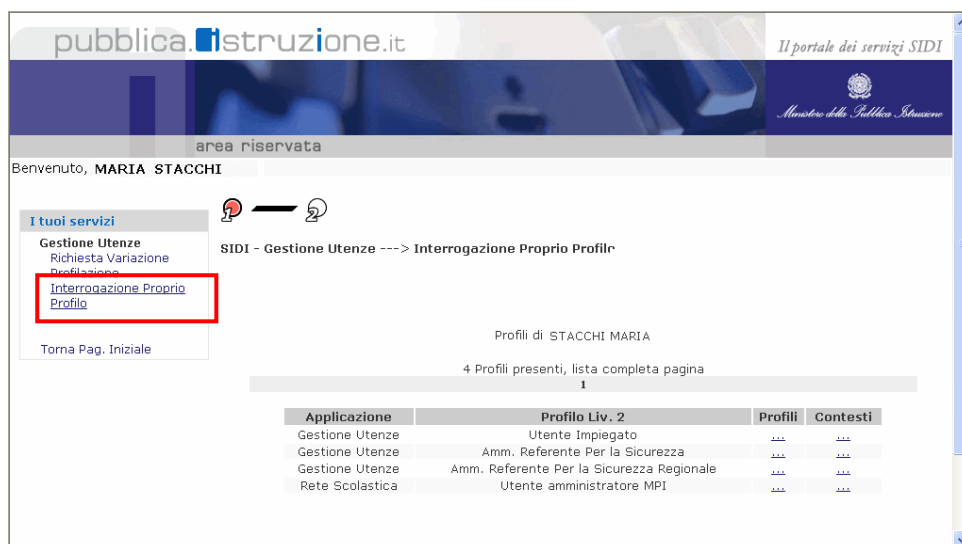 pubblica.istruzione.it
Il portale dei servizi SIDI
Ministero della Pubblica Istruzione
area riservata
Benvenuto, MARIA STACCHI
1 2
I tuoi servizi
Gestione Utenze
Richiesta Variazione
Profilazione
Interrogazione Proprio
Profilo
Torna Pag. Iniziale
SIDI - Gestione Utenze ---> Interrogazione Proprio Profilo
Profili di STACCHI MARIA
4 Profili presenti, lista completa pagina
1
Applicazione Profilo Liv. 2 Profili Contesti
Gestione Utenze Utente Impiegato ... ...
Gestione Utenze Amm. Referente Per la Sicurezza ... ...
Gestione Utenze Amm. Referente Per la Sicurezza Regionale ... ...
Rete Scolastica Utente amministratore MPI ... ...